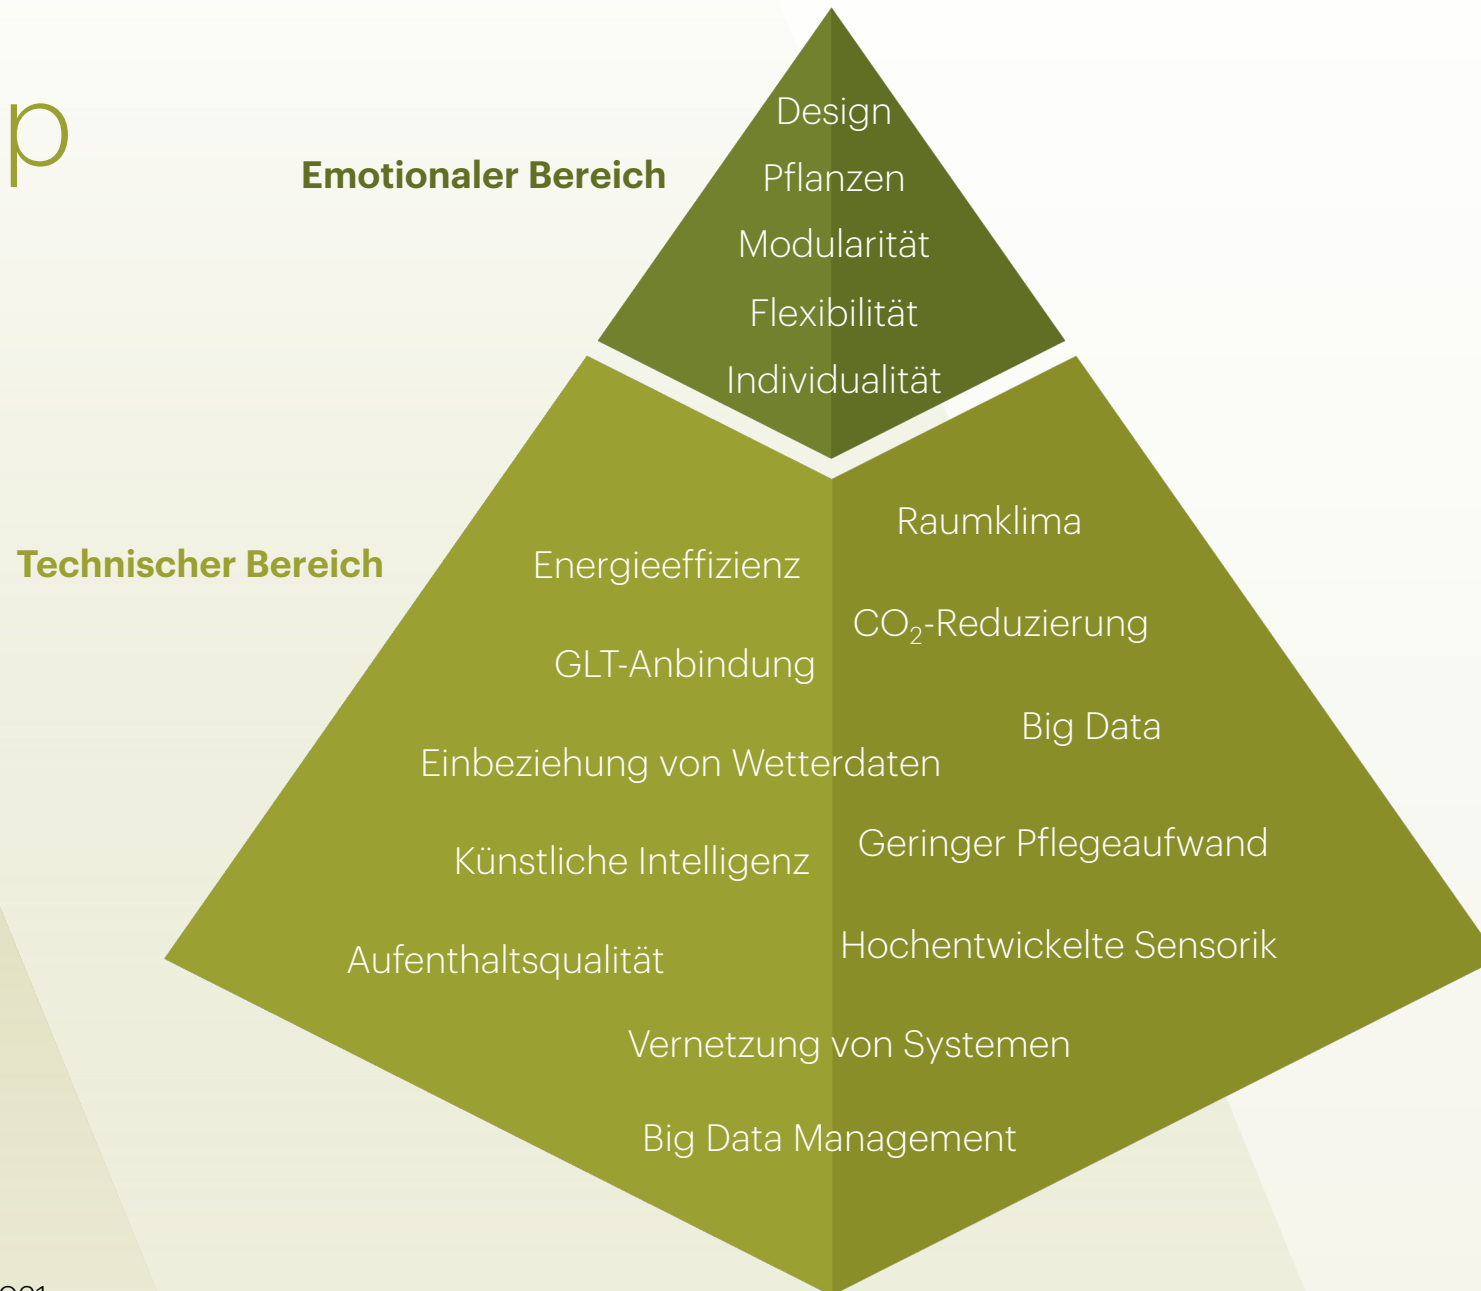 p
Emotionaler Bereich
Design
Pflanzen
Modularität
Flexibilität
Individualität
Technischer Bereich
Raumklima
Energieeffizienz
CO₂-Reduzierung
GLT-Anbindung
Big Data
Einbeziehung von Wetterdaten
Geringer Pflegeaufwand
Künstliche Intelligenz
Hochentwickelte Sensorik
Aufenthaltsqualität
Vernetzung von Systemen
Big Data Management